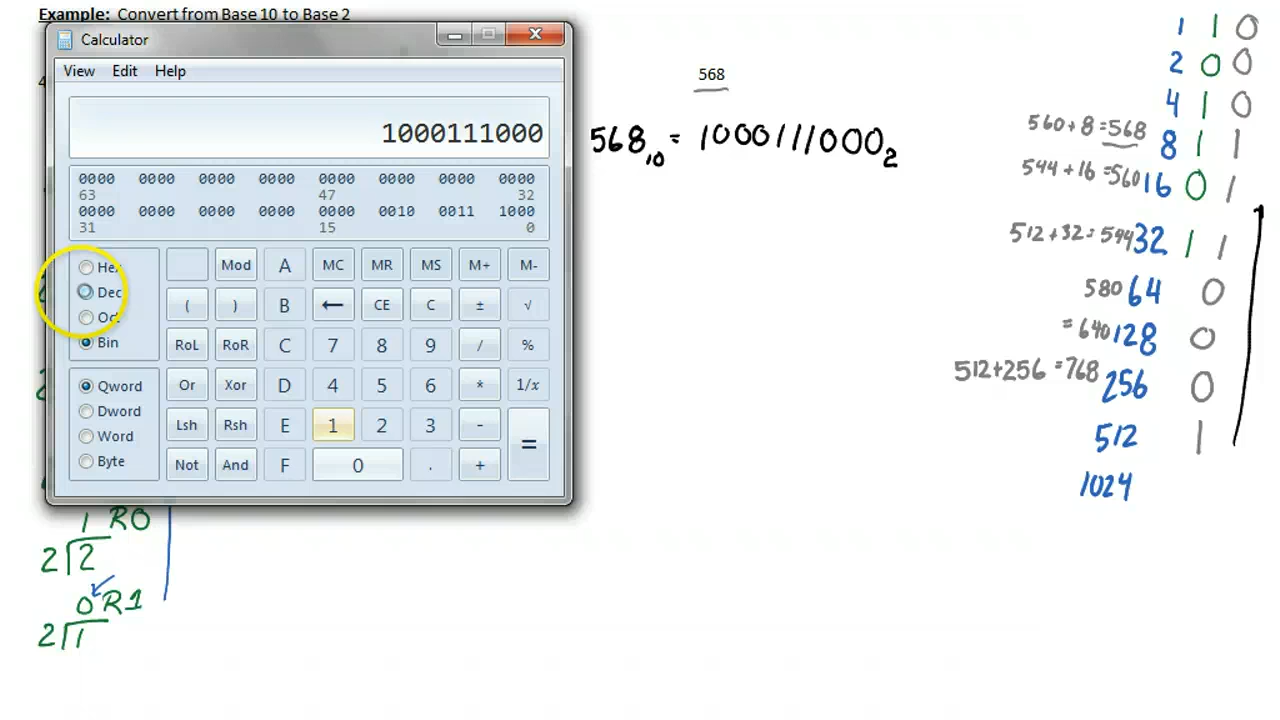 Example: Convert from Base 10 to Base 2
Calculator
View Edit Help
1000111000
0000 0000 0000 0000 0000 0000 0000 0000
63 47 32
0000 0000 0000 0000 0000 0010 0011 1000
31 15 0
Hex
Dec
Oct
Bin
Qword
Dword
Word
Byte
Mod A MC MR MS M+ M-
( ) B ← CE C ± √
RoL RoR C 7 8 9 / %
Or Xor D 4 5 6 * 1/x
Lsh Rsh E 1 2 3 - =
Not And F 0 . +
1 R0
2 2
0 R1
2 1
568
568₁₀ = 1000111000₂
1 1 0
2 0 0
4 1 0
560+8=568 8 1 1
544+16=560 16 0 1
512+32=544 32 1 1
580 64 0
=640 128 0
512+256=768 256 0
512 1
1024